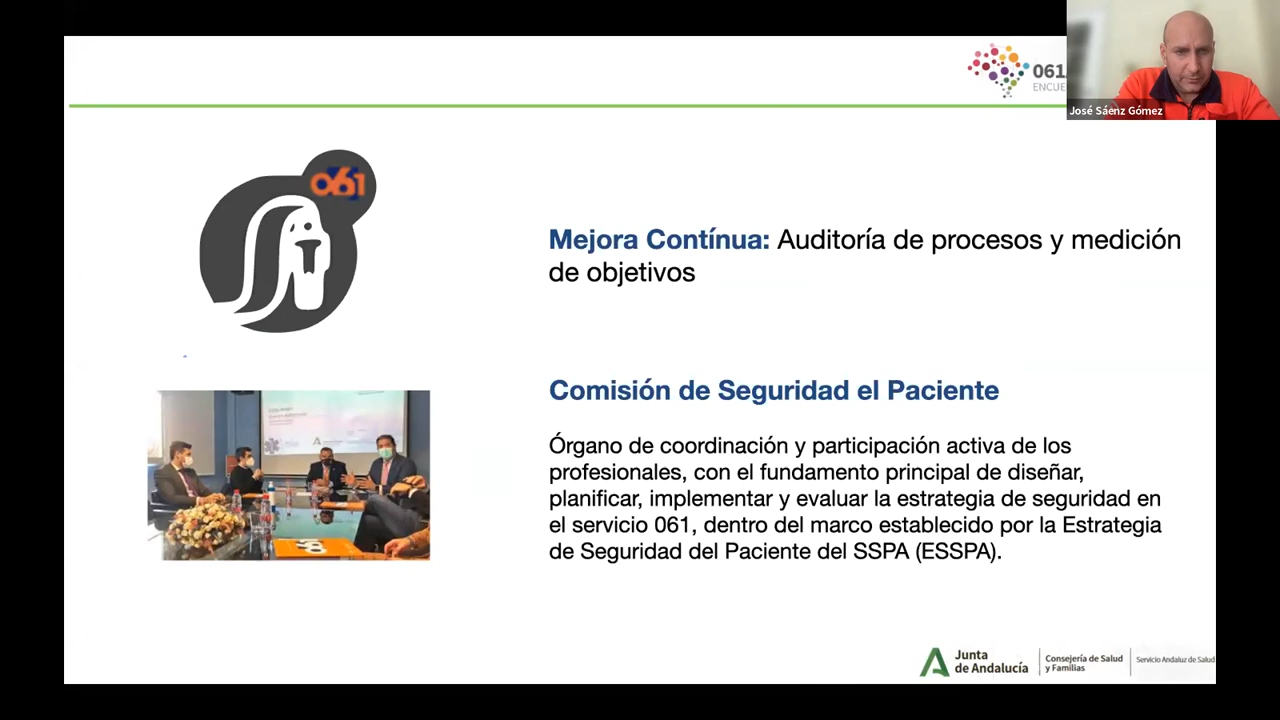 061
ENCUE
José Sáenz Gómez
061
Mejora Contínua: Auditoría de procesos y medición
de objetivos
Comisión de Seguridad el Paciente
Órgano de coordinación y participación activa de los
profesionales, con el fundamento principal de diseñar,
planificar, implementar y evaluar la estrategia de seguridad en
el servicio 061, dentro del marco establecido por la Estrategia
de Seguridad del Paciente del SSPA (ESSPA).
Junta
de Andalucía
Consejería de Salud
y Familias
Servicio Andaluz de Salud